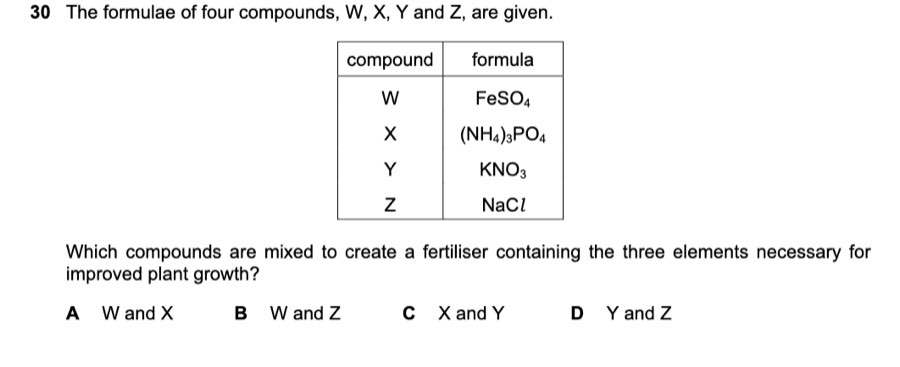 30 The formulae of four compounds, W, X, Y and Z, are given.
compound formula
W FeSO₄
X (NH₄)₃PO₄
Y KNO₃
Z NaCl
Which compounds are mixed to create a fertiliser containing the three elements necessary for
improved plant growth?
A W and X B W and Z C X and Y D Y and Z